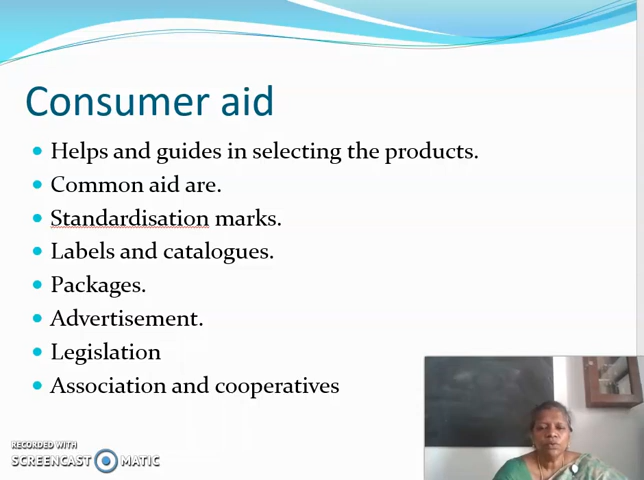 Consumer aid
Helps and guides in selecting the products.
Common aid are.
Standardisation marks.
Labels and catalogues.
Packages.
Advertisement.
Legislation
Association and cooperatives
RECORDED WITH
SCREENCAST MATIC